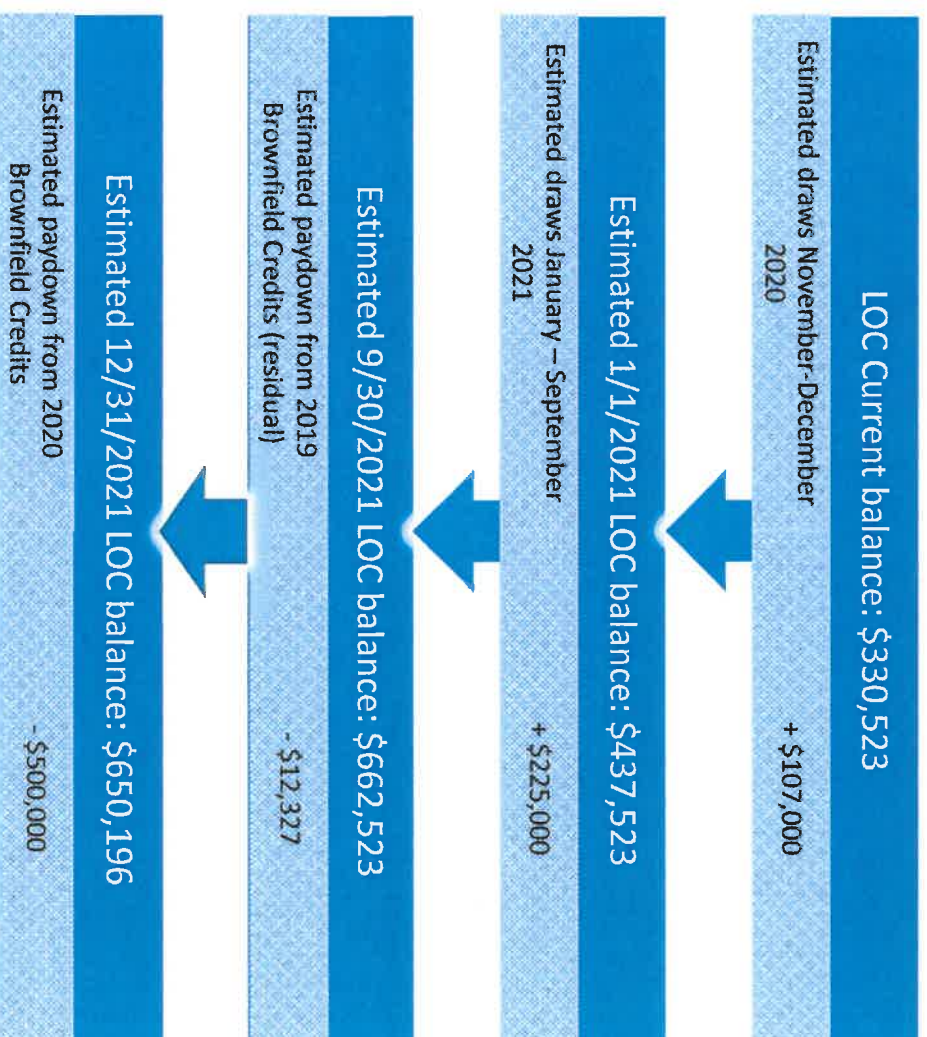 LOC Current balance: $330,523
Estimated draws November-December
2020
+ $107,000
Estimated 1/1/2021 LOC balance: $437,523
Estimated draws January – September
2021
+ $225,000
Estimated 9/30/2021 LOC balance: $662,523
Estimated paydown from 2019
Brownfield Credits (residual)
- $12,327
Estimated 12/31/2021 LOC balance: $650,196
Estimated paydown from 2020
Brownfield Credits
- $500,000